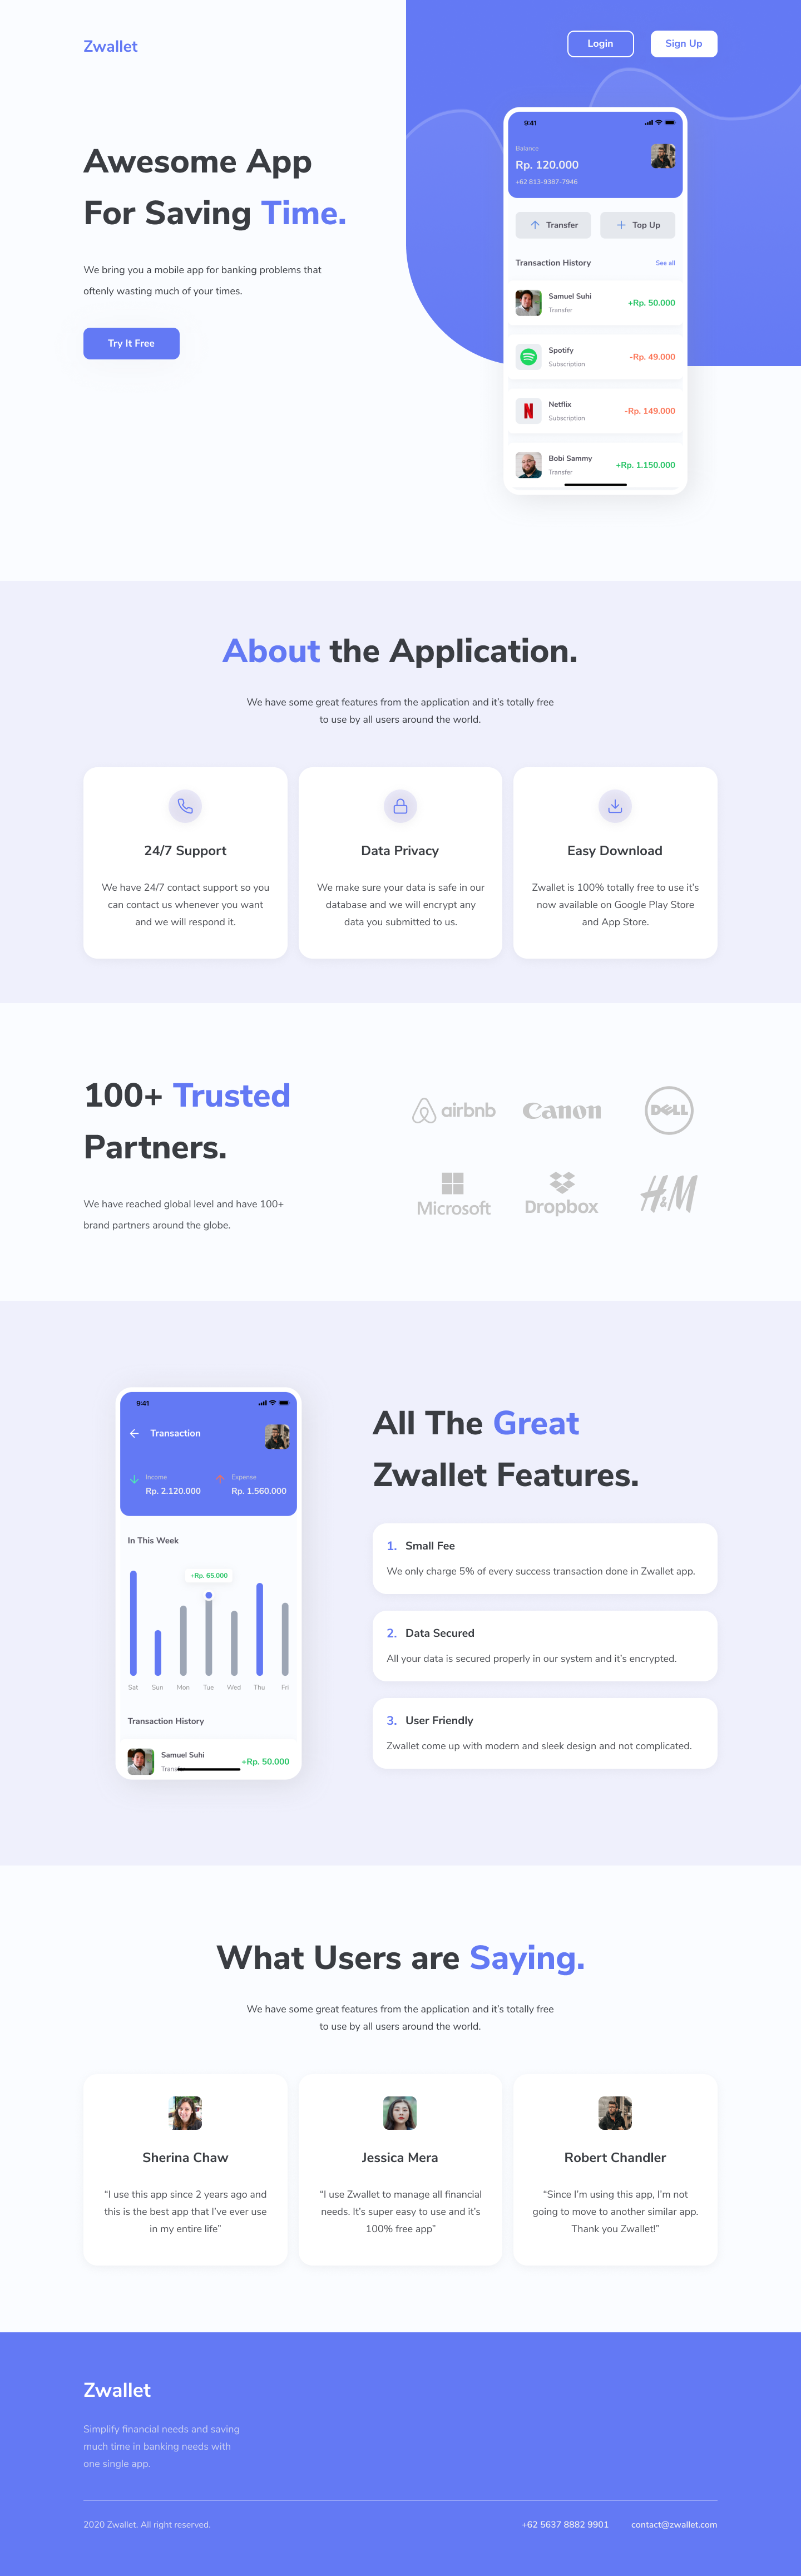 Zwallet
Login
Sign Up
Awesome App
For Saving Time.
We bring you a mobile app for banking problems that
oftenly wasting much of your times.
Try It Free
9:41
Balance
Rp. 120.000
+62 813-9387-7946
Transfer
Top Up
Transaction History
See all
Samuel Suhi
Transfer
+Rp. 50.000
Spotify
Subscription
-Rp. 49.000
Netflix
Subscription
-Rp. 149.000
Bobi Sammy
Transfer
+Rp. 1.150.000
About the Application.
We have some great features from the application and it’s totally free
to use by all users around the world.
24/7 Support
We have 24/7 contact support so you
can contact us whenever you want
and we will respond it.
Data Privacy
We make sure your data is safe in our
database and we will encrypt any
data you submitted to us.
Easy Download
Zwallet is 100% totally free to use it’s
now available on Google Play Store
and App Store.
100+ Trusted
Partners.
We have reached global level and have 100+
brand partners around the globe.
airbnb
Canon
DELL
Microsoft
Dropbox
H&M
9:41
Transaction
Income
Rp. 2.120.000
Expense
Rp. 1.560.000
In This Week
+Rp. 65.000
Sat Sun Mon Tue Wed Thu Fri
Transaction History
Samuel Suhi
Transfer
+Rp. 50.000
All The Great
Zwallet Features.
1. Small Fee
We only charge 5% of every success transaction done in Zwallet app.
2. Data Secured
All your data is secured properly in our system and it’s encrypted.
3. User Friendly
Zwallet come up with modern and sleek design and not complicated.
What Users are Saying.
We have some great features from the application and it’s totally free
to use by all users around the world.
Sherina Chaw
“I use this app since 2 years ago and
this is the best app that I’ve ever use
in my entire life”
Jessica Mera
“I use Zwallet to manage all financial
needs. It’s super easy to use and it’s
100% free app”
Robert Chandler
“Since I’m using this app, I’m not
going to move to another similar app.
Thank you Zwallet!”
Zwallet
Simplify financial needs and saving
much time in banking needs with
one single app.
2020 Zwallet. All right reserved.
+62 5637 8882 9901
contact@zwallet.com